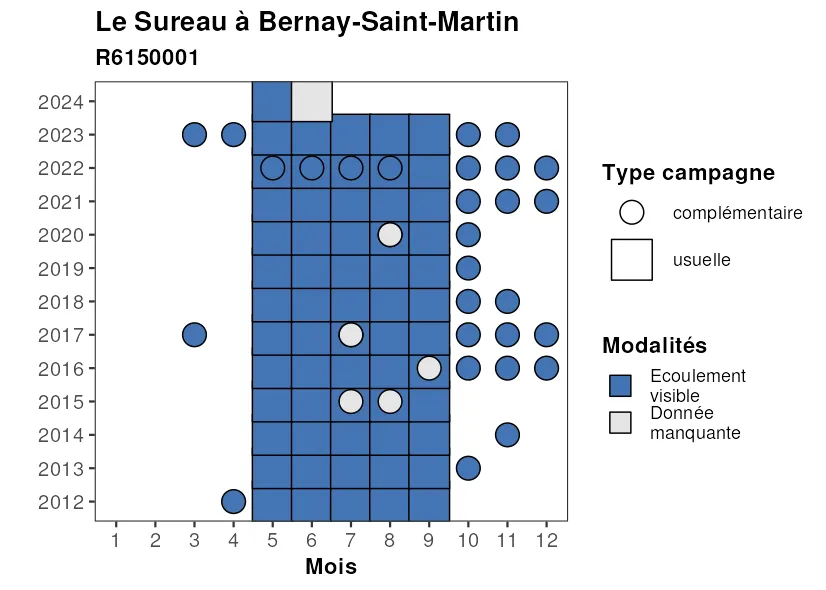 Le Sureau à Bernay-Saint-Martin
R6150001
2024
2023
2022
2021
2020
2019
2018
2017
2016
2015
2014
2013
2012
1 2 3 4 5 6 7 8 9 10 11 12
Mois
Type campagne
complémentaire
usuelle
Modalités
Ecoulement
visible
Donnée
manquante